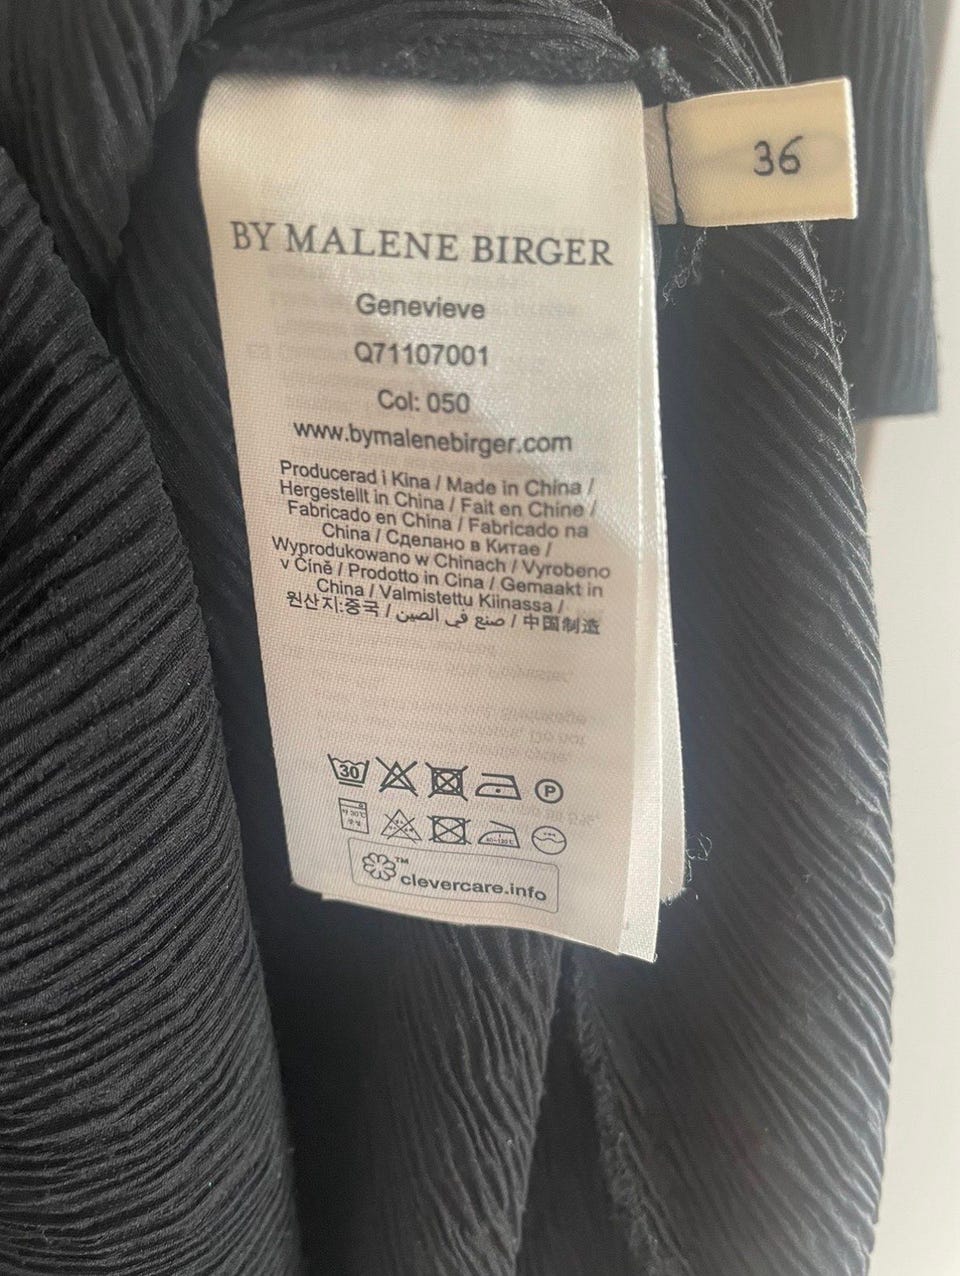 36
BY MALENE BIRGER
Genevieve
Q71107001
Col: 050
www.bymalenebirger.com
Producerad i Kina / Made in China /
Hergestellt in China / Fait en Chine /
Fabricado en China / Fabricado na
China / Сделано в Китае /
Wyprodukowano w Chinach / Vyrobeno
v Číně / Prodotto in Cina / Gemaakt in
China / Valmistettu Kiinassa /
원산지:중국 / صنع في الصين / 中国制造
30 P
clevercare.info